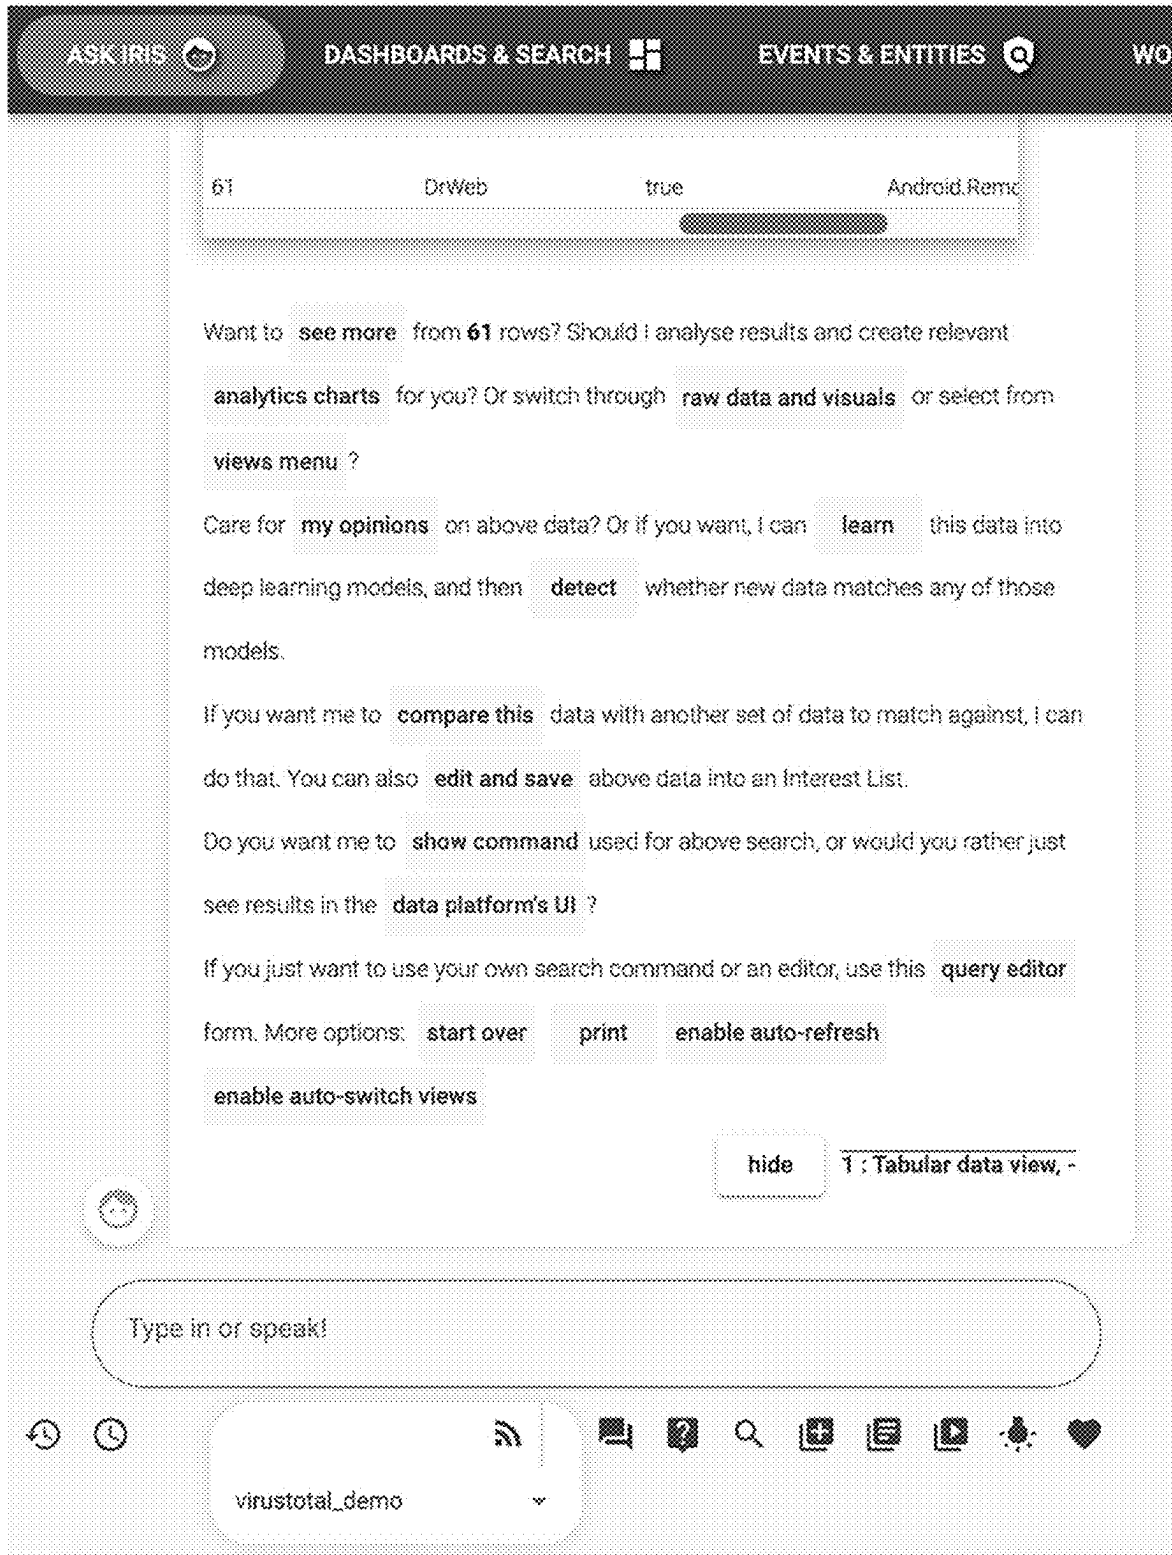 ASK IRIS DASHBOARDS & SEARCH EVENTS & ENTITIES WO
61 DrWeb true Android.Remo
Want to see more from 61 rows? Should I analyse results and create relevant
analytics charts for you? Or switch through raw data and visuals or select from
views menu ?
Care for my opinions on above data? Or if you want, I can learn this data into
deep learning models, and then detect whether new data matches any of those
models.
If you want me to compare this data with another set of data to match against, I can
do that. You can also edit and save above data into an Interest List.
Do you want me to show command used for above search, or would you rather just
see results in the data platform's UI ?
If you just want to use your own search command or an editor, use this query editor
form. More options: start over print enable auto-refresh
enable auto-switch views
hide 1 : Tabular data view, -
Type in or speak!
virustotal_demo